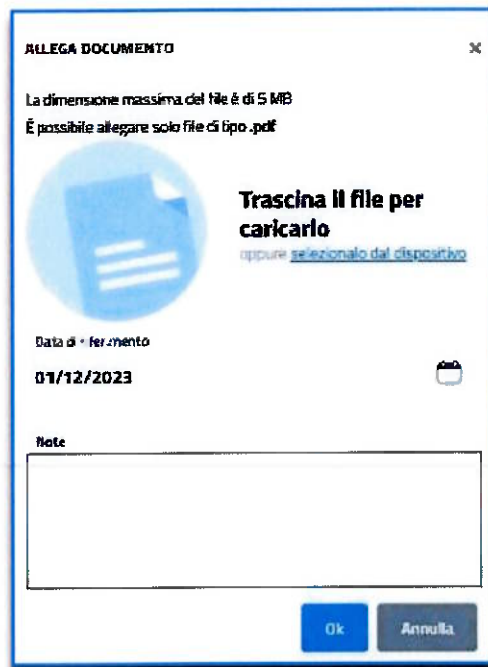 ALLEGA DOCUMENTO
La dimensione massima del file è di 5 MB
È possibile allegare solo file di tipo .pdf
Trascina il file per
caricarlo
oppure selezionalo dal dispositivo
Data di riferimento
01/12/2023
Note
Ok
Annulla